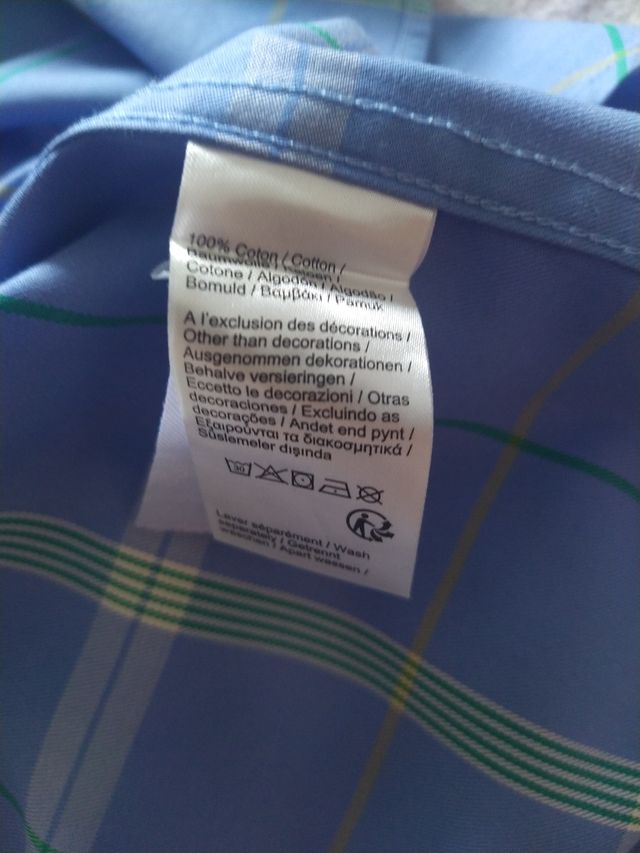 100% Coton / Cotton /
Baumwolle / Katoen /
Cotone / Algodón / Algodão /
Bomuld / Βαμβάκι / Pamuk
A l'exclusion des décorations /
Other than decorations /
Ausgenommen dekorationen /
Behalve versieringen /
Eccetto le decorazioni / Otras
decoraciones / Excluindo as
decorações / Andet end pynt /
Εξαιρούνται τα διακοσμητικά /
Süslemeler dışında
30
Laver séparément / Wash
separately / Getrennt
waschen / Apart wassen /